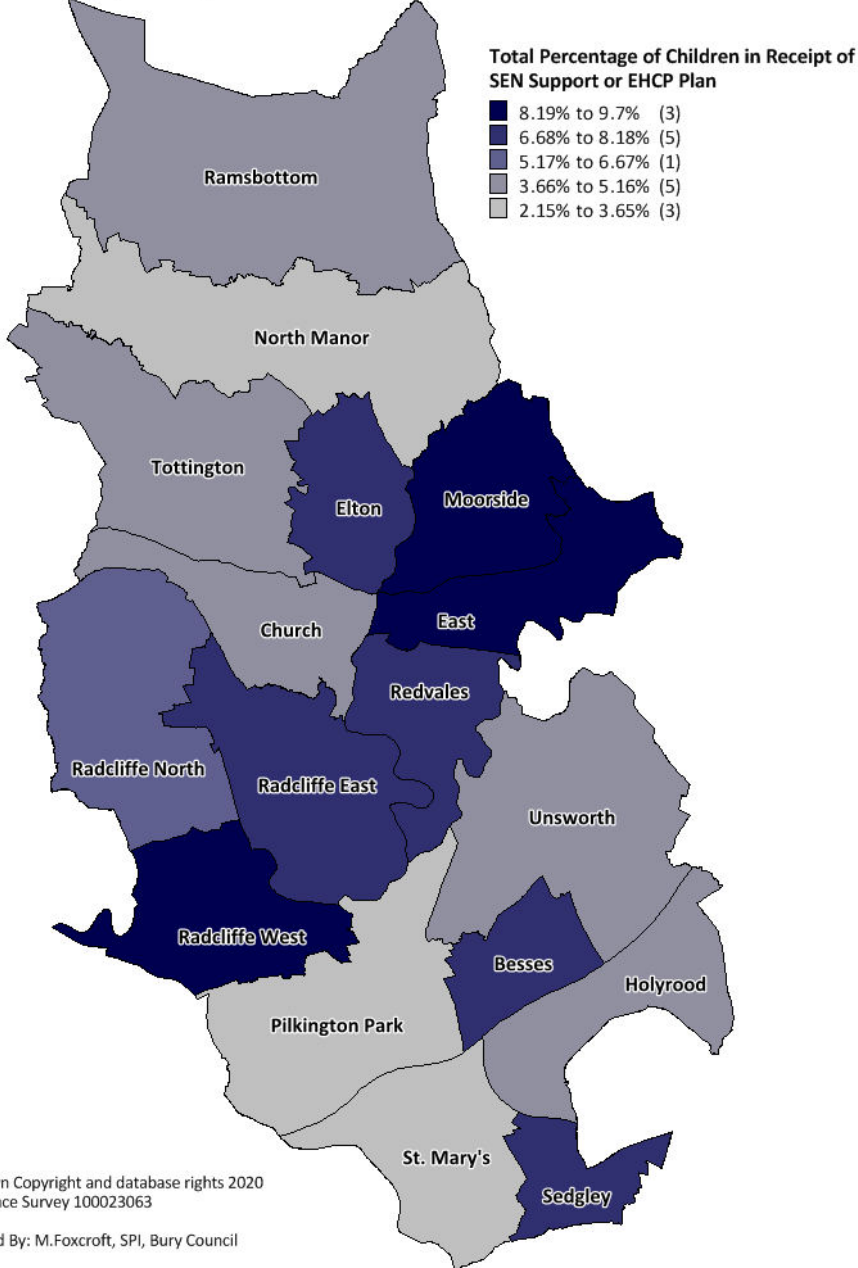 Total Percentage of Children in Receipt of
SEN Support or EHCP Plan
8.19% to 9.7% (3)
6.68% to 8.18% (5)
5.17% to 6.67% (1)
3.66% to 5.16% (5)
2.15% to 3.65% (3)
Ramsbottom
North Manor
Tottington
Elton
Moorside
Church
East
Redvales
Radcliffe North
Radcliffe East
Unsworth
Radcliffe West
Besses
Holyrood
Pilkington Park
St. Mary's
Sedgley
n Copyright and database rights 2020
nce Survey 100023063
d By: M.Foxcroft, SPI, Bury Council